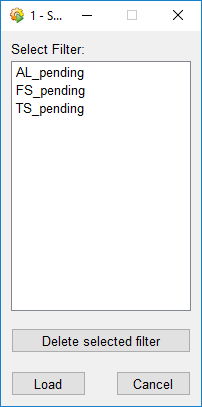 1 - S...
Select Filter:
AL_pending
FS_pending
TS_pending
Delete selected filter
Load
Cancel